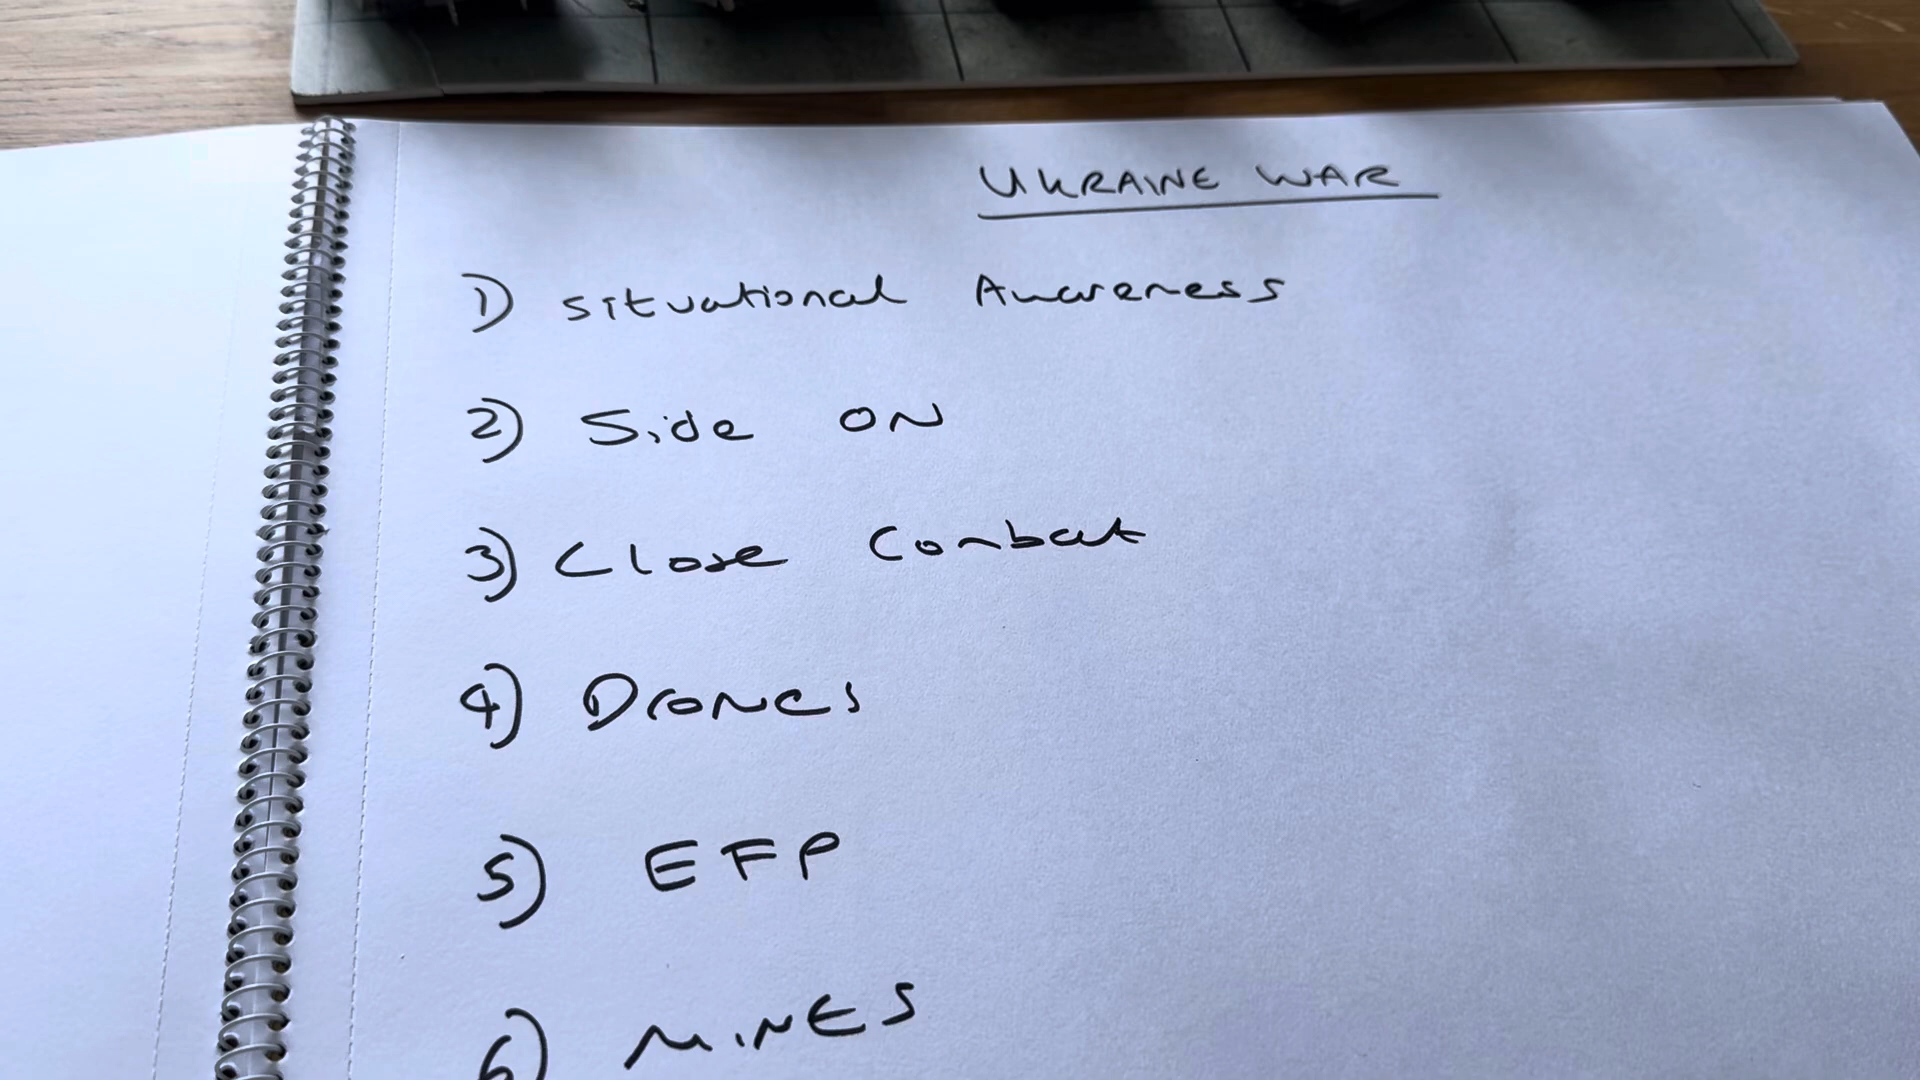 UKRAINE WAR
1) Situational Awareness
2) Side ON
3) Close Combat
4) Drones
5) EFP
6) MINES